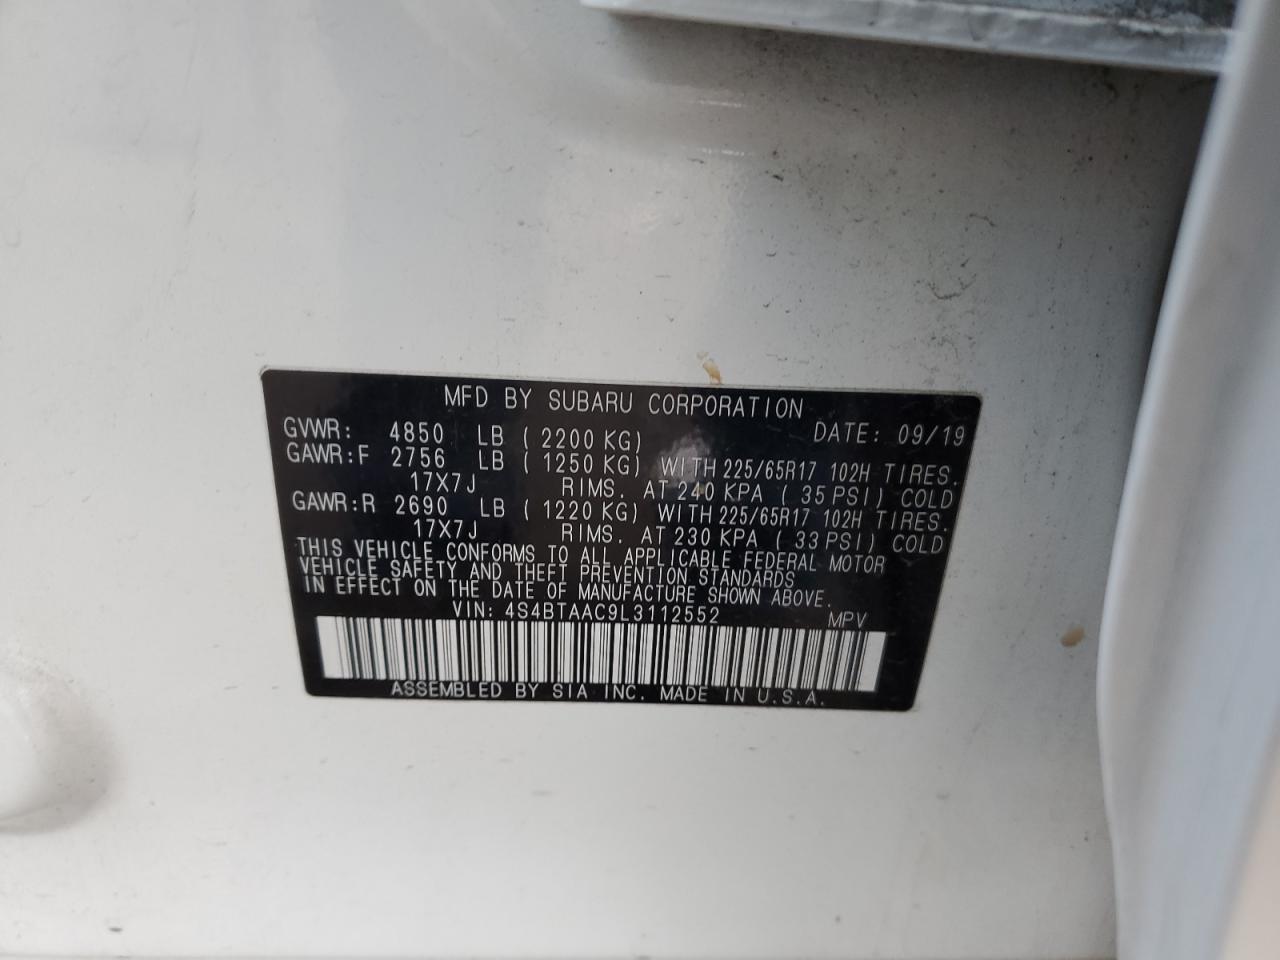 MFD BY SUBARU CORPORATION
DATE: 09/19
GVWR: 4850 LB ( 2200 KG)
GAWR:F 2756 LB ( 1250 KG) WITH 225/65R17 102H TIRES.
17X7J RIMS. AT 240 KPA ( 35 PSI) COLD
GAWR:R 2690 LB ( 1220 KG) WITH 225/65R17 102H TIRES.
17X7J RIMS. AT 230 KPA ( 33 PSI) COLD
THIS VEHICLE CONFORMS TO ALL APPLICABLE FEDERAL MOTOR
VEHICLE SAFETY AND THEFT PREVENTION STANDARDS
IN EFFECT ON THE DATE OF MANUFACTURE SHOWN ABOVE.
VIN: 4S4BTAAC9L3112552 MPV
ASSEMBLED BY SIA INC. MADE IN U.S.A.